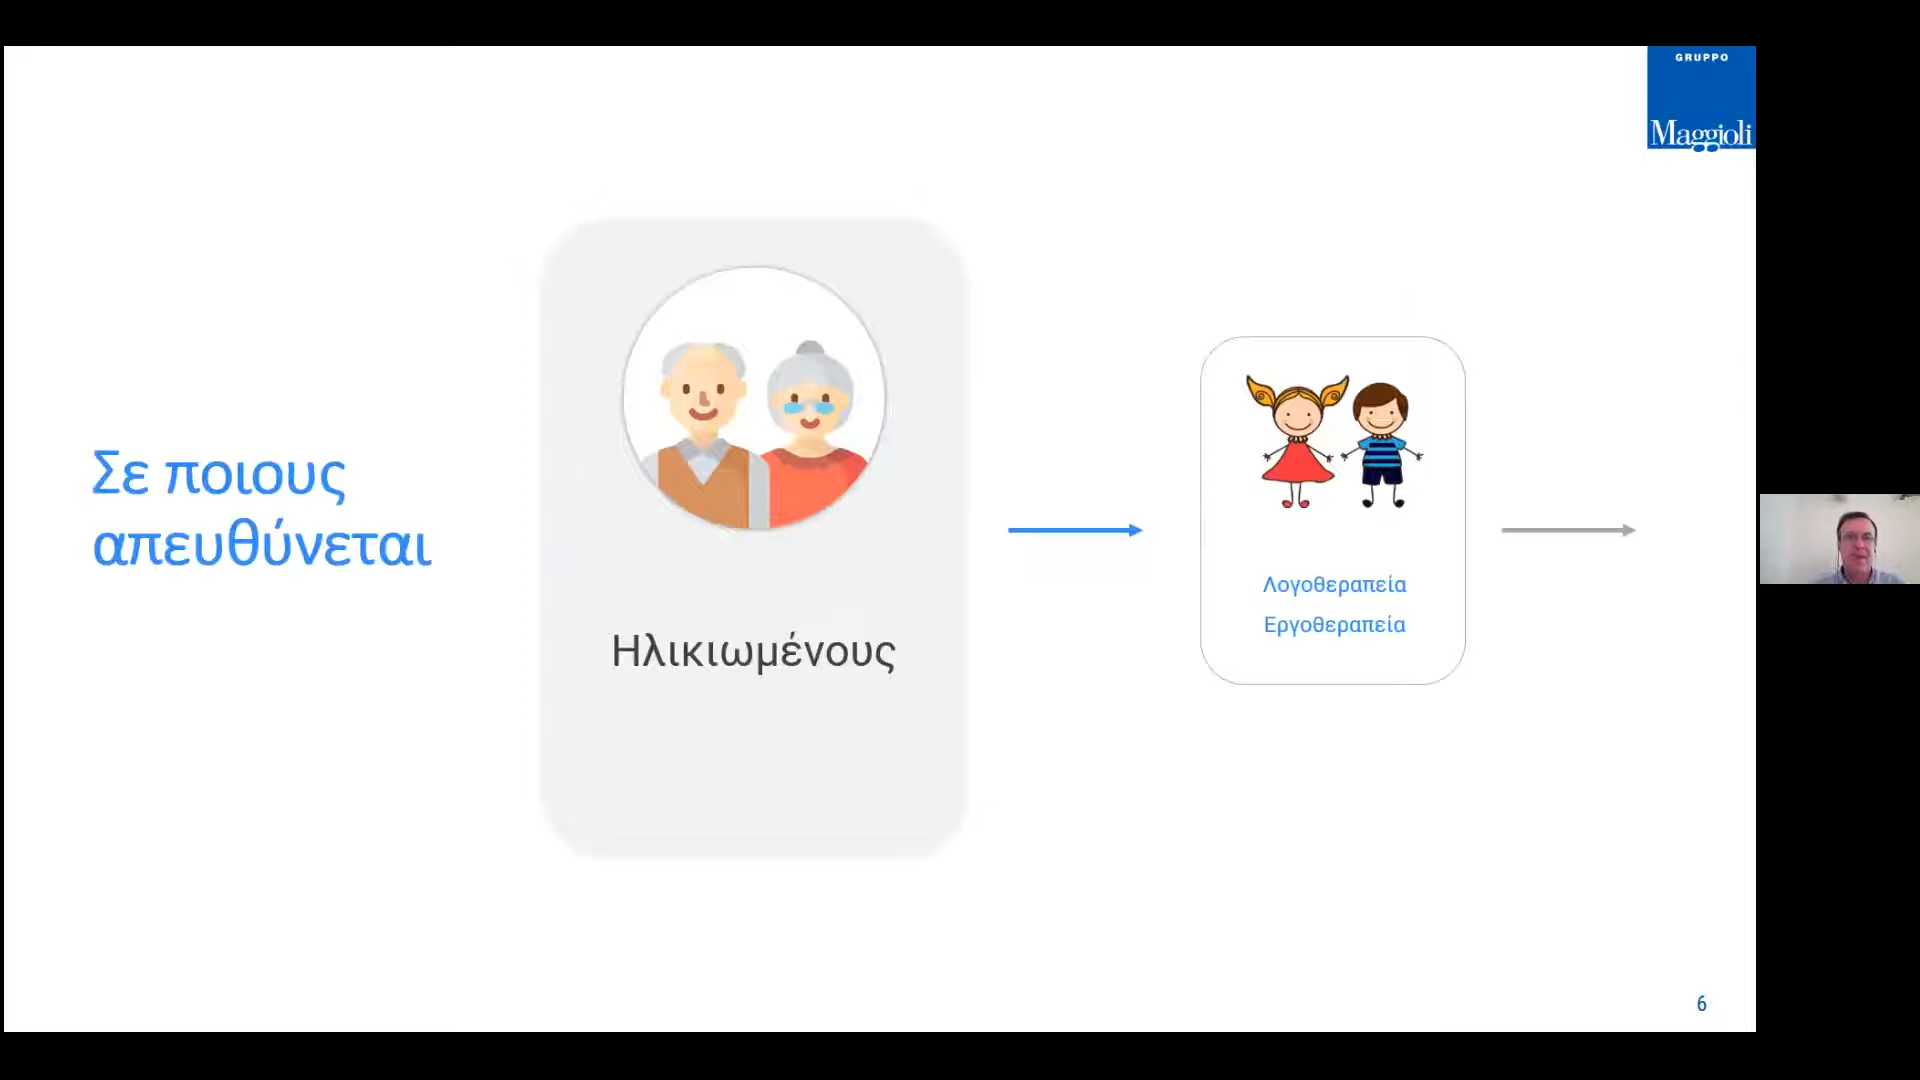 GRUPPO
Maggioli
Σε ποιους
απευθύνεται
Ηλικιωμένους
Λογοθεραπεία
Εργοθεραπεία
6